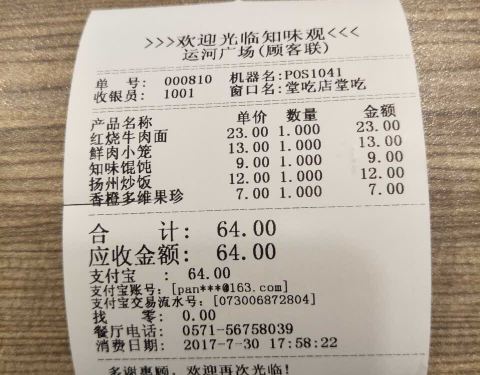 >>>欢迎光临知味观<<<
运河广场(顾客联)
单 号: 000810 机器名:POS1041
收银员: 1001 窗口名:堂吃店堂吃
产品名称 单价 数量 金额
红烧牛肉面 23.00 1.000 23.00
鲜肉小笼 13.00 1.000 13.00
知味馄饨 9.00 1.000 9.00
扬州炒饭 12.00 1.000 12.00
香橙多维果珍 7.00 1.000 7.00
合 计: 64.00
应收金额: 64.00
支付宝 : 64.00
支付宝账号:[pan***@163.com]
支付宝交易流水号:[073006872804]
找 零: 0.00
餐厅电话: 0571-56758039
消费日期: 2017-7-30 17:58:22
多谢惠顾，欢迎再次光临!